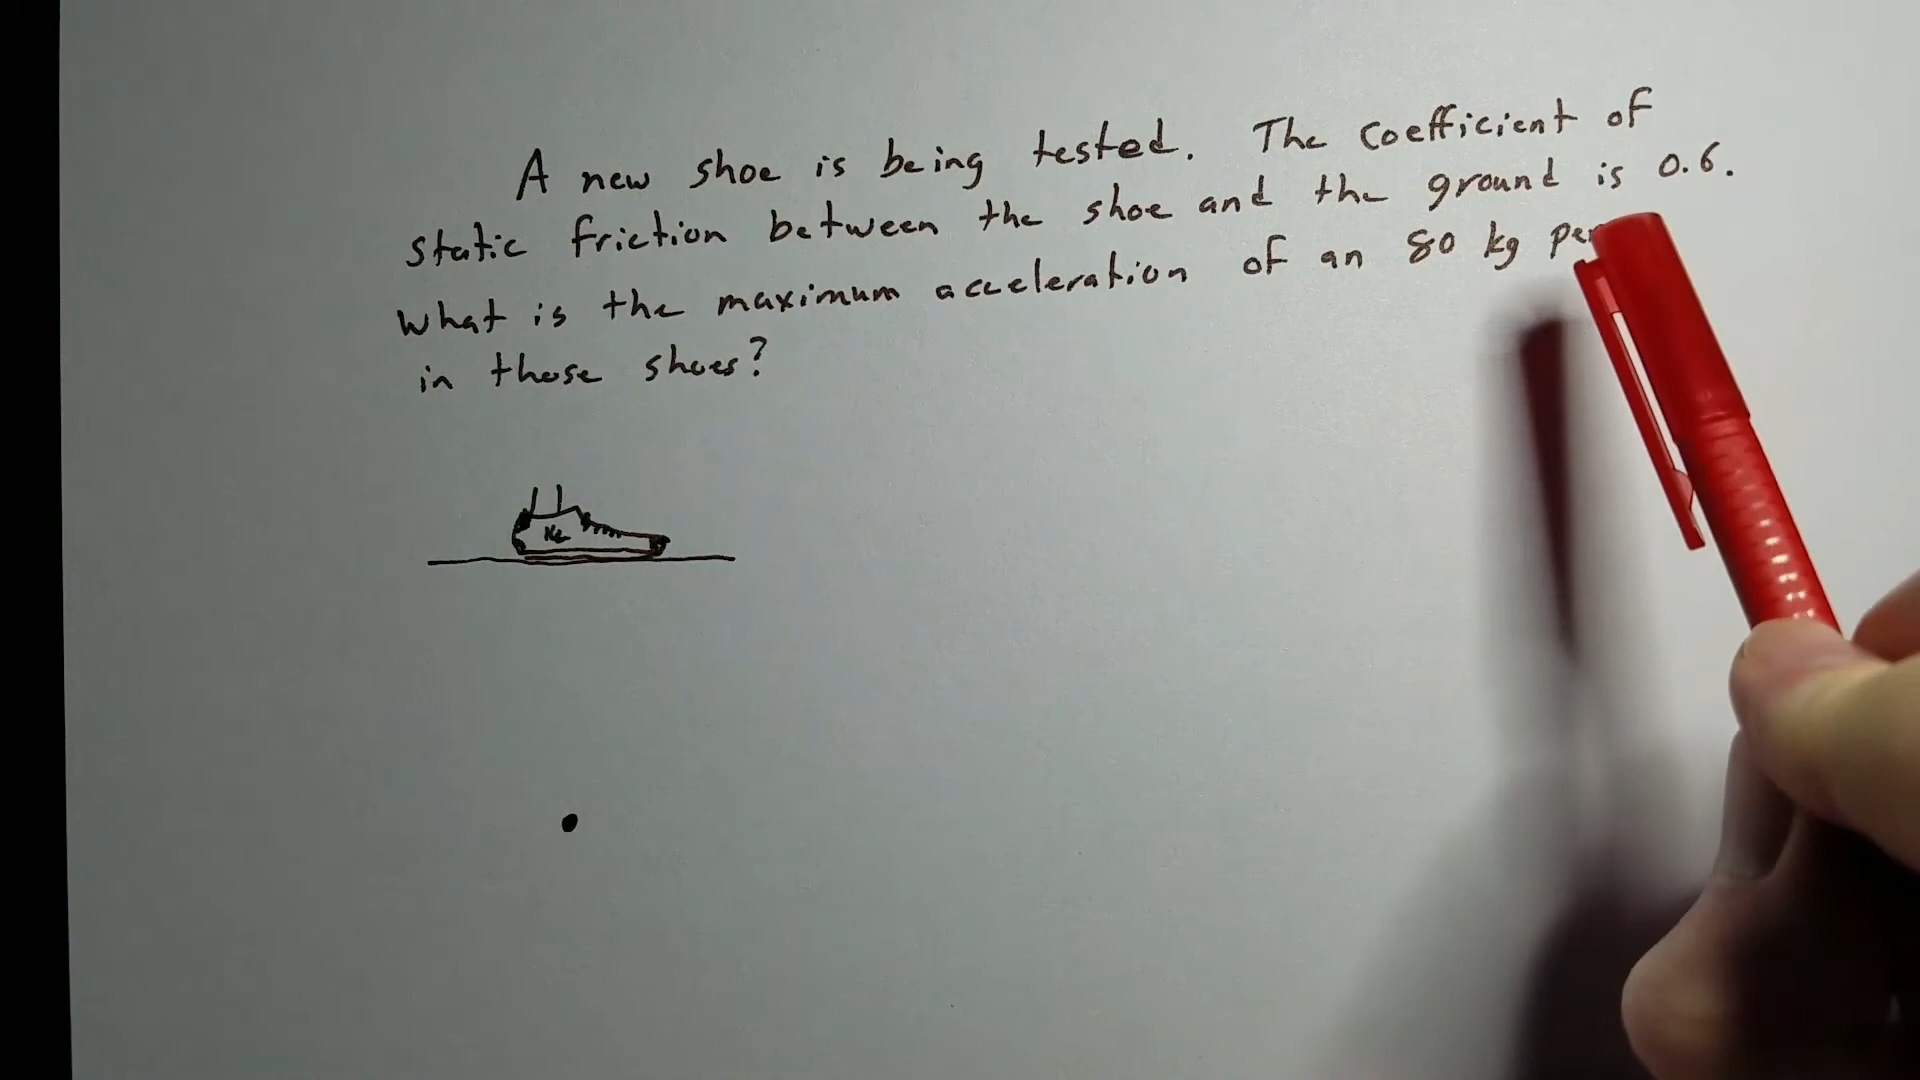 A new shoe is being tested. The coefficient of
static friction between the shoe and the ground is 0.6.
What is the maximum acceleration of an 80 kg per
in those shoes?